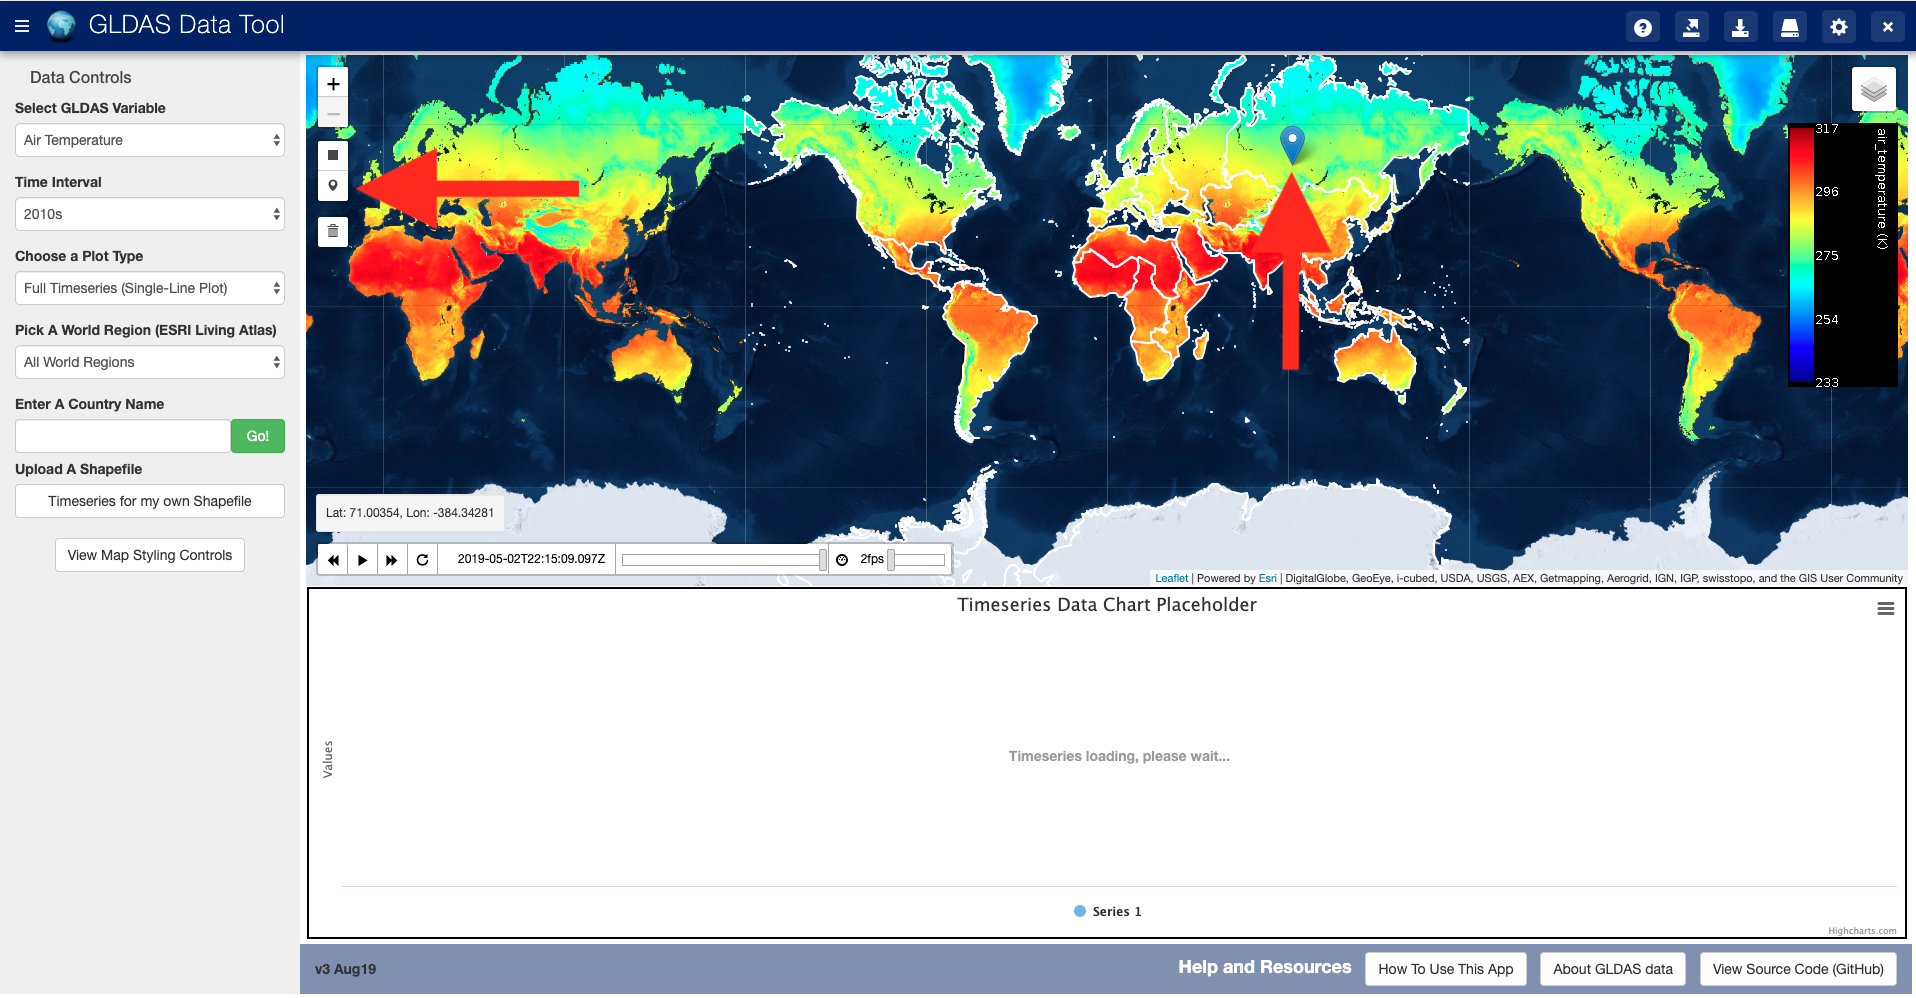 GLDAS Data Tool
Data Controls
Select GLDAS Variable
Air Temperature
Time Interval
2010s
Choose a Plot Type
Full Timeseries (Single-Line Plot)
Pick A World Region (ESRI Living Atlas)
All World Regions
Enter A Country Name
Go!
Upload A Shapefile
Timeseries for my own Shapefile
View Map Styling Controls
+
−
317
296
275
254
233
air_temperature (K)
Lat: 71.00354, Lon: -384.34281
2019-05-02T22:15:09.097Z
2fps
Leaflet | Powered by Esri | DigitalGlobe, GeoEye, i-cubed, USDA, USGS, AEX, Getmapping, Aerogrid, IGN, IGP, swisstopo, and the GIS User Community
Timeseries Data Chart Placeholder
Values
Timeseries loading, please wait...
Series 1
Highcharts.com
v3 Aug19
Help and Resources
How To Use This App
About GLDAS data
View Source Code (GitHub)